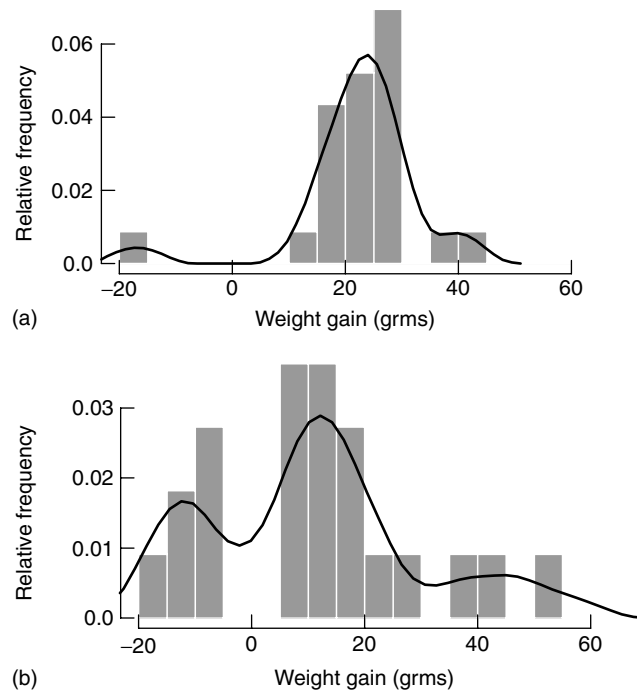 0.06
0.04
0.02
0.0
Relative frequency
−20 0 20 40 60
Weight gain (grms)
(a)
0.03
0.02
0.01
0.0
Relative frequency
−20 0 20 40 60
Weight gain (grms)
(b)